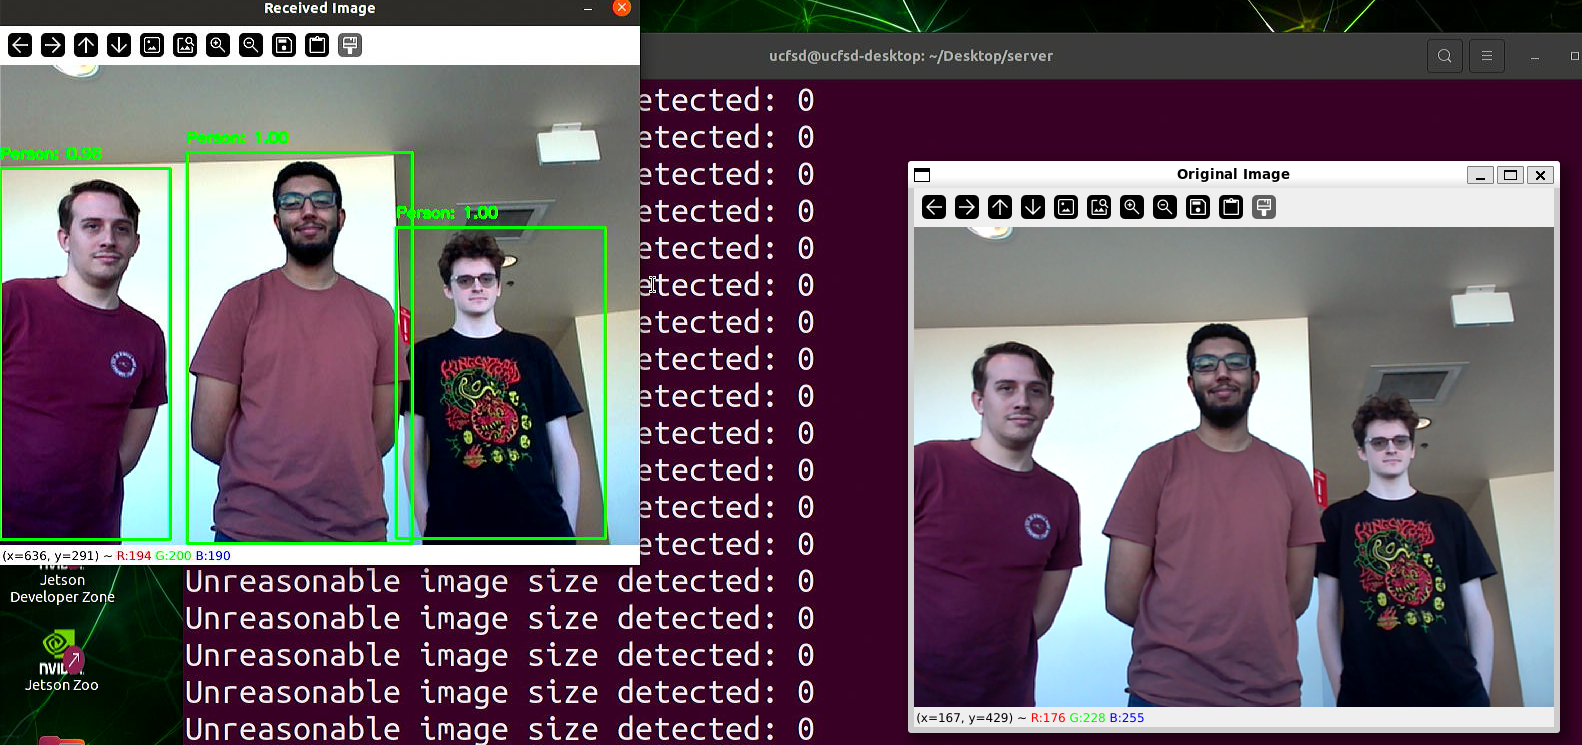 Received Image
Person: 0.98
Person: 1.00
Person: 1.00
(x=636, y=291) ~ R:194 G:200 B:190
Jetson
Developer Zone
Jetson Zoo
ucfsd@ucfsd-desktop: ~/Desktop/server
etected: 0
etected: 0
etected: 0
etected: 0
etected: 0
etected: 0
etected: 0
etected: 0
etected: 0
etected: 0
etected: 0
etected: 0
etected: 0
Unreasonable image size detected: 0
Unreasonable image size detected: 0
Unreasonable image size detected: 0
Unreasonable image size detected: 0
Unreasonable image size detected: 0
Original Image
(x=167, y=429) ~ R:176 G:228 B:255